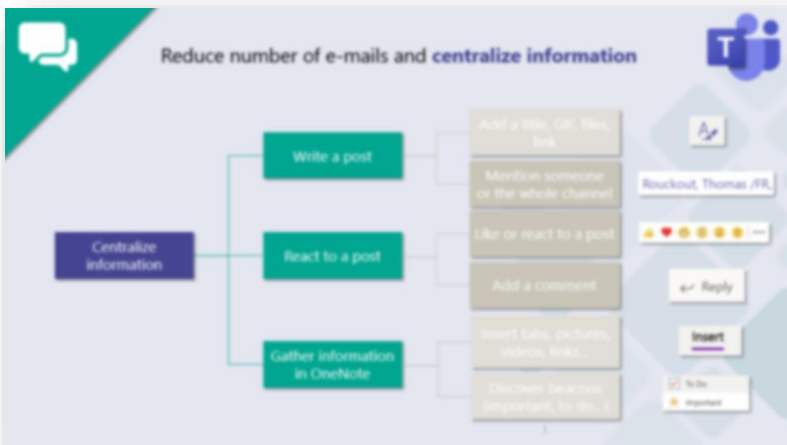 Reduce number of e-mails and centralize information
T
Write a post
Add a title, GIF, files,
link
Mention someone
or the whole channel
Rouckout, Thomas /FR,
Centralize
information
React to a post
Like or react to a post
Add a comment
Reply
Gather information
in OneNote
Insert tabs, pictures,
videos, links...
Insert
Discover beacons
(important, to do...)
To Do
Important